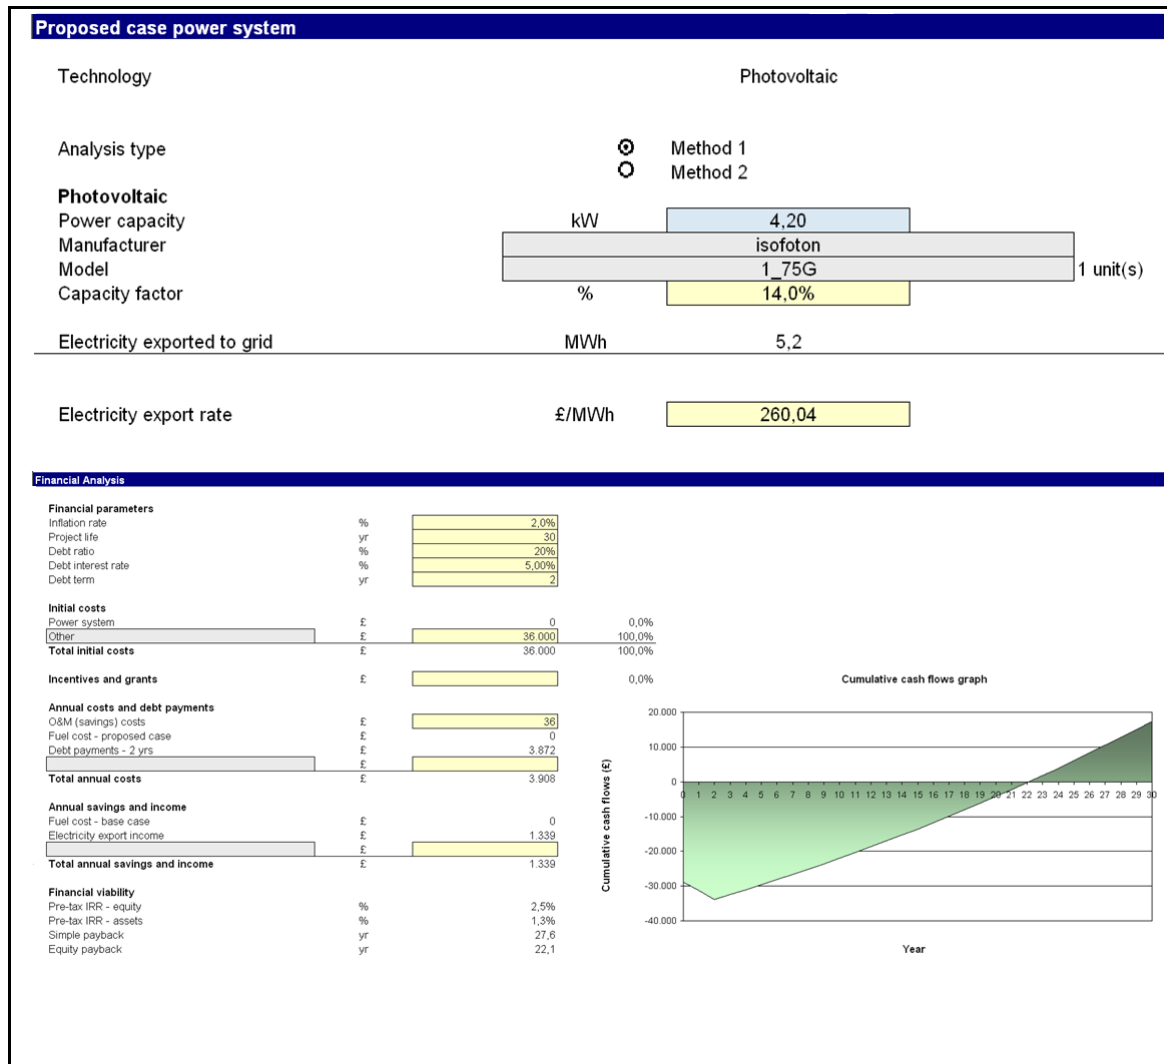 Proposed case power system
Technology Photovoltaic
Analysis type Method 1
Method 2
Photovoltaic
Power capacity kW 4,20
Manufacturer isofoton
Model 1_75G 1 unit(s)
Capacity factor % 14,0%
Electricity exported to grid MWh 5,2
Electricity export rate £/MWh 260,04
Financial Analysis
Financial parameters
Inflation rate % 2,0%
Project life yr 30
Debt ratio % 20%
Debt interest rate % 5,00%
Debt term yr 2
Initial costs
Power system £ 0 0,0%
Other £ 36.000 100,0%
Total initial costs £ 36.000 100,0%
Incentives and grants £ 0,0%
Annual costs and debt payments
O&M (savings) costs £ 36
Fuel cost - proposed case £ 0
Debt payments - 2 yrs £ 3.872
£
Total annual costs £ 3.908
Annual savings and income
Fuel cost - base case £ 0
Electricity export income £ 1.339
£
Total annual savings and income £ 1.339
Financial viability
Pre-tax IRR - equity % 2,5%
Pre-tax IRR - assets % 1,3%
Simple payback yr 27,6
Equity payback yr 22,1
Cumulative cash flows graph
Cumulative cash flows (£)
20.000
10.000
0
0 1 2 3 4 5 6 7 8 9 10 11 12 13 14 15 16 17 18 19 20 21 22 23 24 25 26 27 28 29 30
-10.000
-20.000
-30.000
-40.000
Year